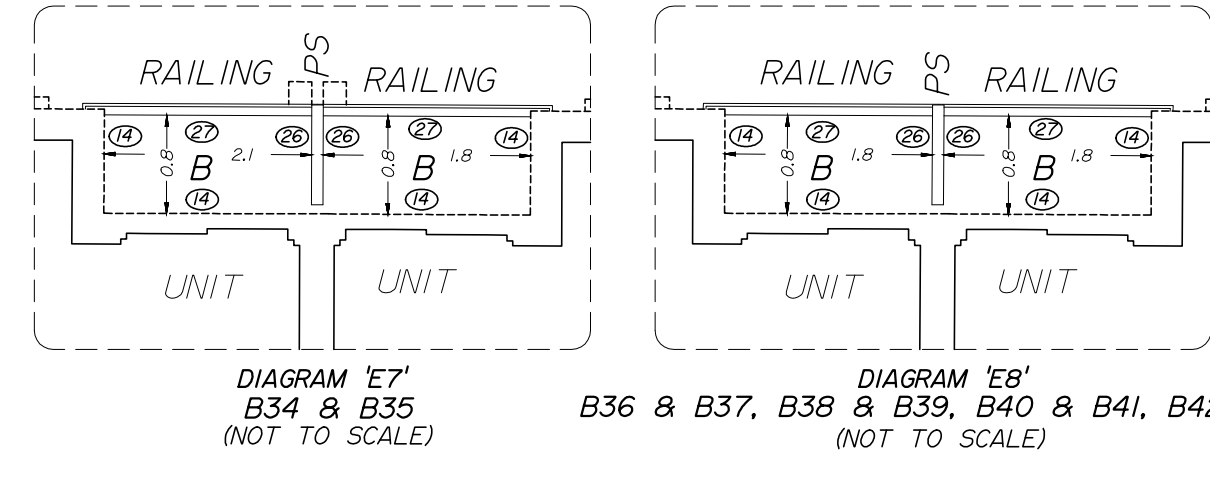 RAILING PS RAILING
14 27 26 26 27 14
0.8 B 2.1 0.8 B 1.8
14 14
UNIT UNIT
DIAGRAM 'E7'
B34 & B35
(NOT TO SCALE)
RAILING PS RAILING
14 27 26 26 27 14
0.8 B 1.8 0.8 B 1.8
14 14
UNIT UNIT
DIAGRAM 'E8'
B36 & B37, B38 & B39, B40 & B41, B42
(NOT TO SCALE)